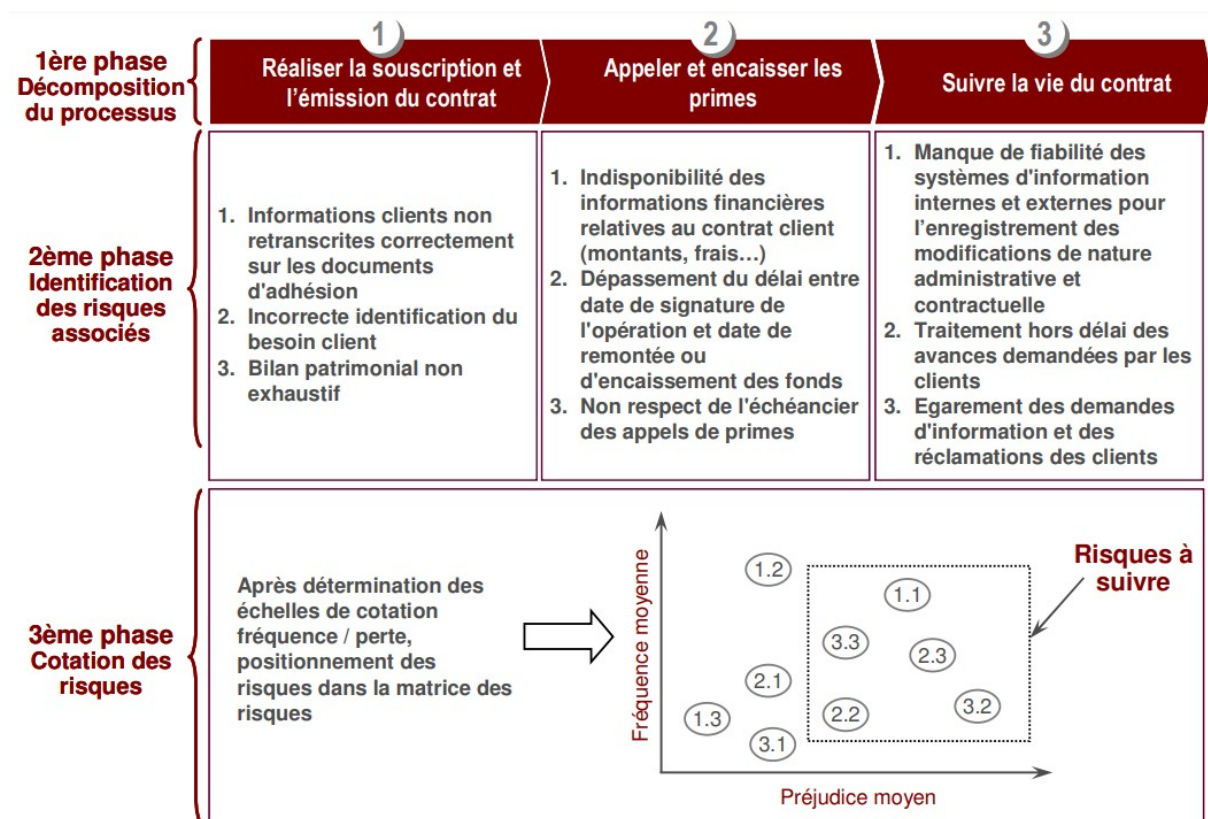 1ère phase
Décomposition
du processus
1
Réaliser la souscription et
l’émission du contrat
2
Appeler et encaisser les
primes
3
Suivre la vie du contrat
2ème phase
Identification
des risques
associés
1. Informations clients non
retranscrites correctement
sur les documents
d'adhésion
2. Incorrecte identification du
besoin client
3. Bilan patrimonial non
exhaustif
1. Indisponibilité des
informations financières
relatives au contrat client
(montants, frais…)
2. Dépassement du délai entre
date de signature de
l'opération et date de
remontée ou
d'encaissement des fonds
3. Non respect de l'échéancier
des appels de primes
1. Manque de fiabilité des
systèmes d'information
internes et externes pour
l’enregistrement des
modifications de nature
administrative et
contractuelle
2. Traitement hors délai des
avances demandées par les
clients
3. Egarement des demandes
d'information et des
réclamations des clients
3ème phase
Cotation des
risques
Après détermination des
échelles de cotation
fréquence / perte,
positionnement des
risques dans la matrice des
risques
Fréquence moyenne
1.2
1.1
3.3
2.3
2.1
1.3
2.2
3.2
3.1
Risques à
suivre
Préjudice moyen